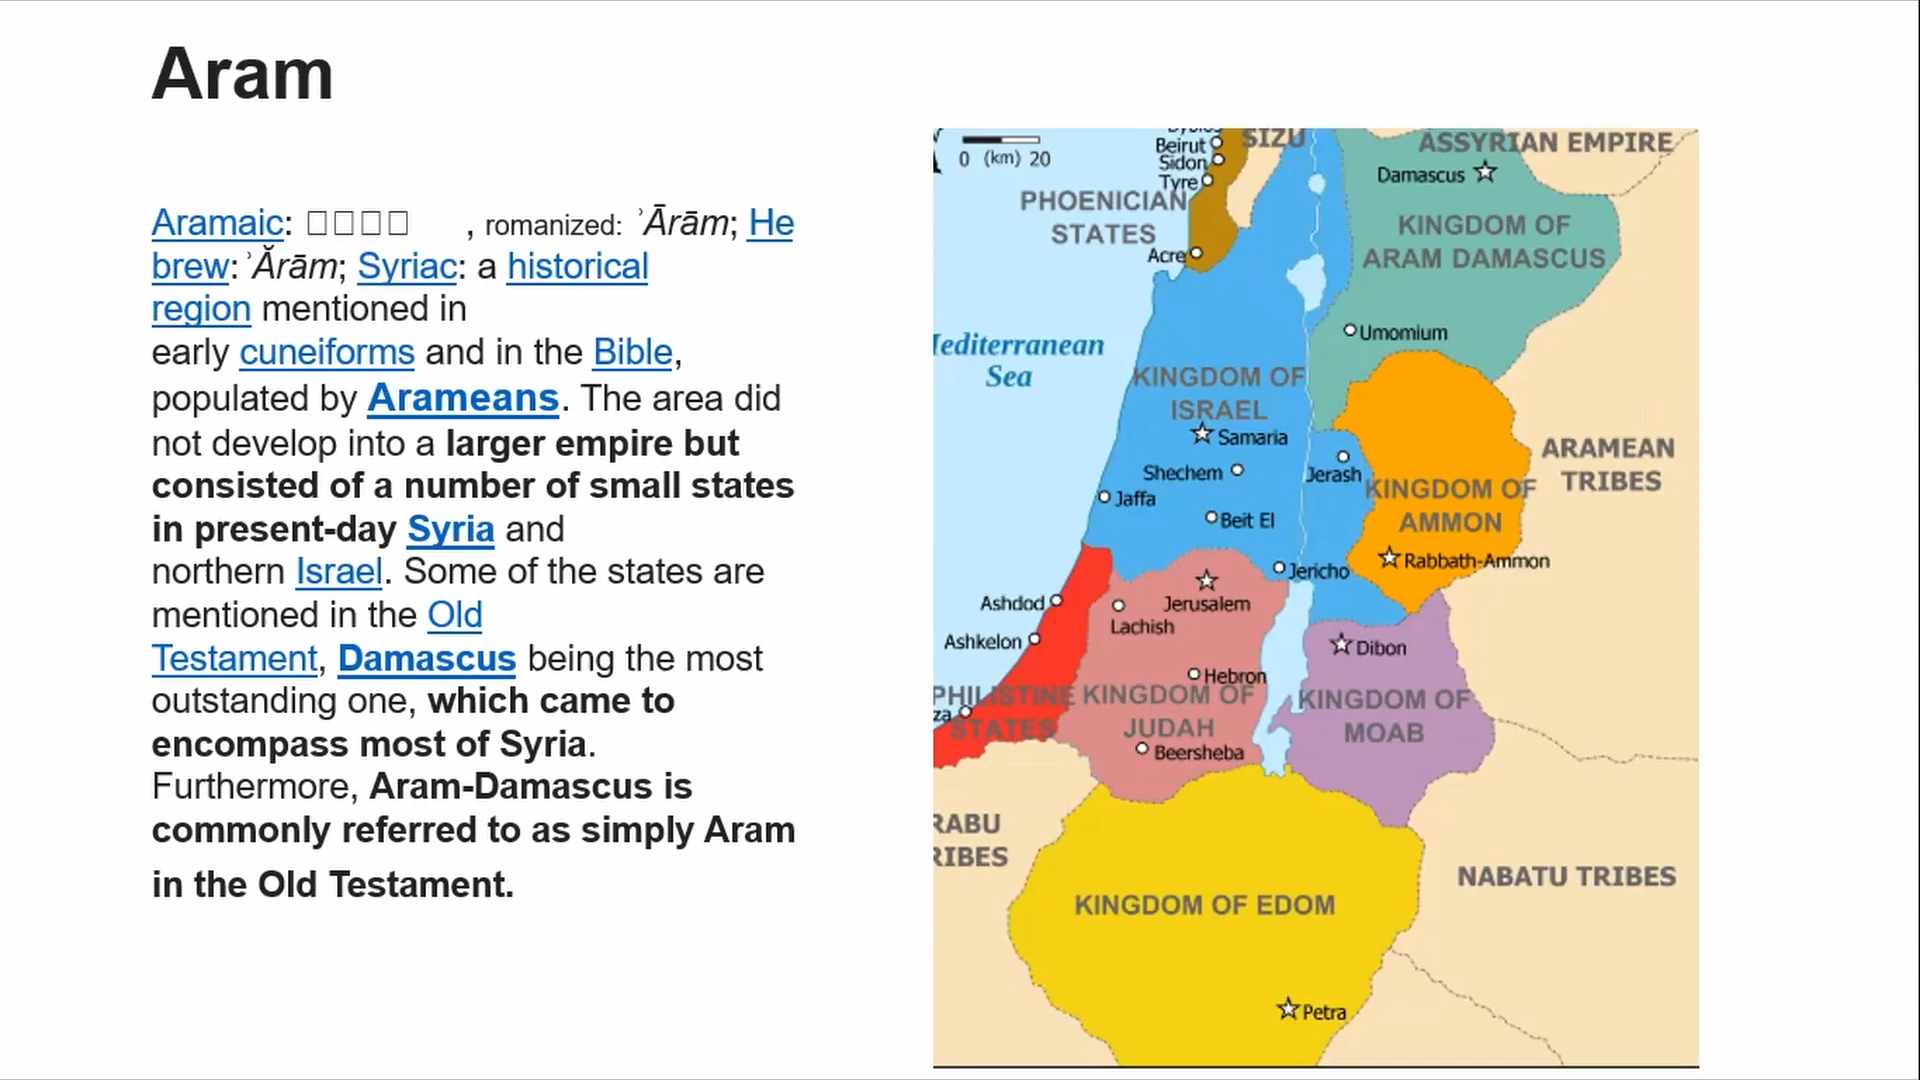 Aram
Aramaic: □□□□ , romanized: ʾĀrām; He
brew: ʾĂrām; Syriac: a historical
region mentioned in
early cuneiforms and in the Bible,
populated by Arameans. The area did
not develop into a larger empire but
consisted of a number of small states
in present-day Syria and
northern Israel. Some of the states are
mentioned in the Old
Testament, Damascus being the most
outstanding one, which came to
encompass most of Syria.
Furthermore, Aram-Damascus is
commonly referred to as simply Aram
in the Old Testament.
0 (km) 20
Byblos
Beirut
Sidon
Tyre
SIZU
ASSYRIAN EMPIRE
Damascus
PHOENICIAN
STATES
KINGDOM OF
ARAM DAMASCUS
Acre
Umomium
Mediterranean
Sea
KINGDOM OF
ISRAEL
Samaria
Shechem
Jerash
Jaffa
Beit El
KINGDOM OF
AMMON
ARAMEAN
TRIBES
Rabbath-Ammon
Jericho
Ashdod
Jerusalem
Lachish
Ashkelon
Dibon
Hebron
PHILISTINE
STATES
za
KINGDOM OF
JUDAH
Beersheba
KINGDOM OF
MOAB
RABU
RIBES
NABATU TRIBES
KINGDOM OF EDOM
Petra